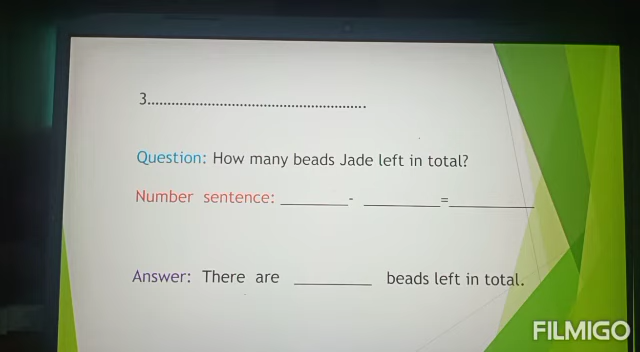 3.......................................................
Question: How many beads Jade left in total?
Number sentence: ________- _________=__________
Answer: There are _________ beads left in total.
FILMIGO